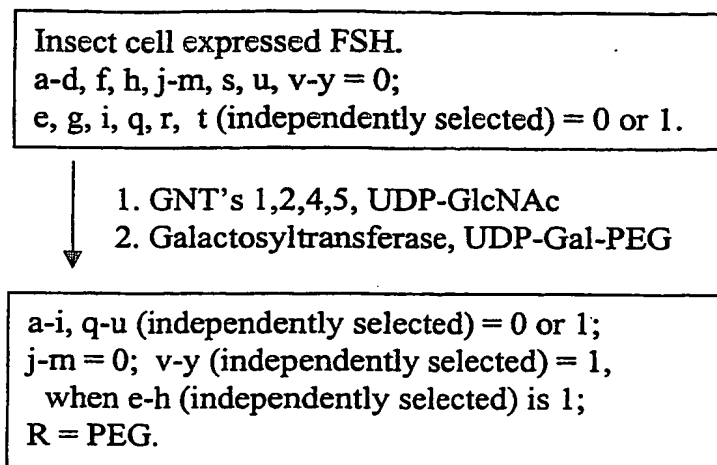 Insect cell expressed FSH.
a-d, f, h, j-m, s, u, v-y = 0;
e, g, i, q, r, t (independently selected) = 0 or 1.
1. GNT's 1,2,4,5, UDP-GlcNAc
2. Galactosyltransferase, UDP-Gal-PEG
a-i, q-u (independently selected) = 0 or 1;
j-m = 0; v-y (independently selected) = 1,
when e-h (independently selected) is 1;
R = PEG.